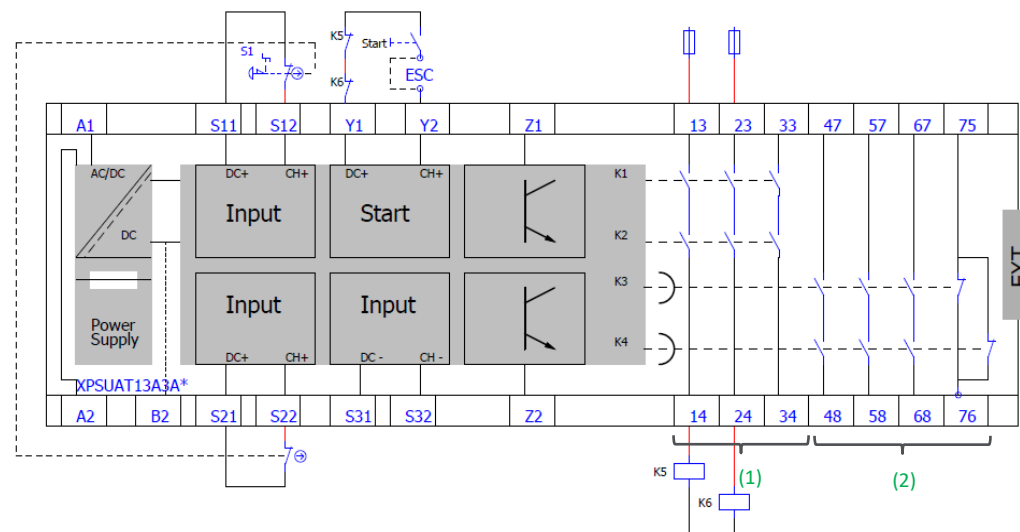 K5
Start
S1
ESC
K6
A1 S11 S12 Y1 Y2 Z1 13 23 33 47 57 67 75
AC/DC DC+ CH+ DC+ CH+ K1
Input Start
DC K2
EXT
Input Input K3
Power
Supply
K4
DC+ CH+ DC - CH -
XPSUAT13A3A*
A2 B2 S21 S22 S31 S32 Z2 14 24 34 48 58 68 76
K5 (1) (2)
K6